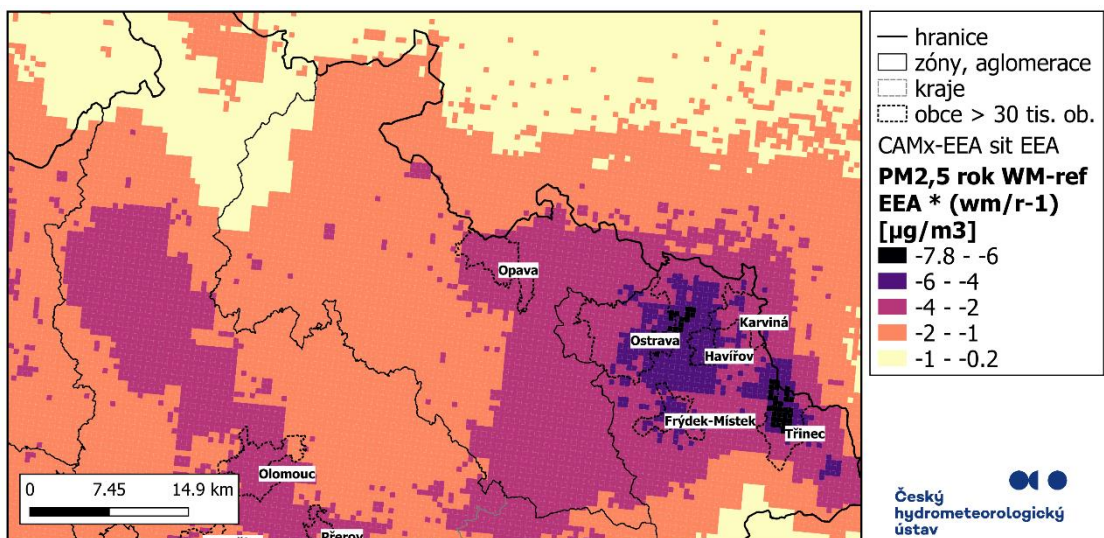 Opava
Karviná
Ostrava
Havířov
Frýdek-Místek
Třinec
Olomouc
Přerov
0 7.45 14.9 km
hranice
zóny, aglomerace
kraje
obce > 30 tis. ob.
CAMx-EEA sit EEA
PM2,5 rok WM-ref
EEA * (wm/r-1)
[µg/m3]
-7.8 - -6
-6 - -4
-4 - -2
-2 - -1
-1 - -0.2
Český
hydrometeorologický
ústav